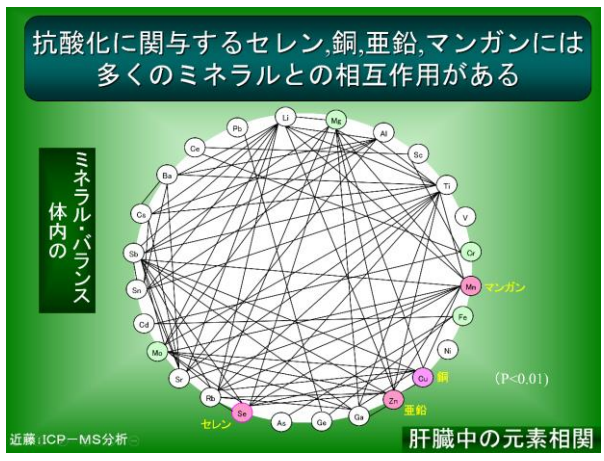 抗酸化に関与するセレン,銅,亜鉛,マンガンには
多くのミネラルとの相互作用がある
体内の
ミネラル・バランス
Li
Mg
Al
Sc
Ti
V
Cr
Mn
マンガン
Fe
Ni
Cu
銅
(P<0.01)
Zn
亜鉛
Ga
Ge
As
Se
セレン
Rb
Sr
Mo
Cd
Sn
Sb
Cs
Ba
Ce
Pb
近藤:ICP-MS分析
肝臓中の元素相関